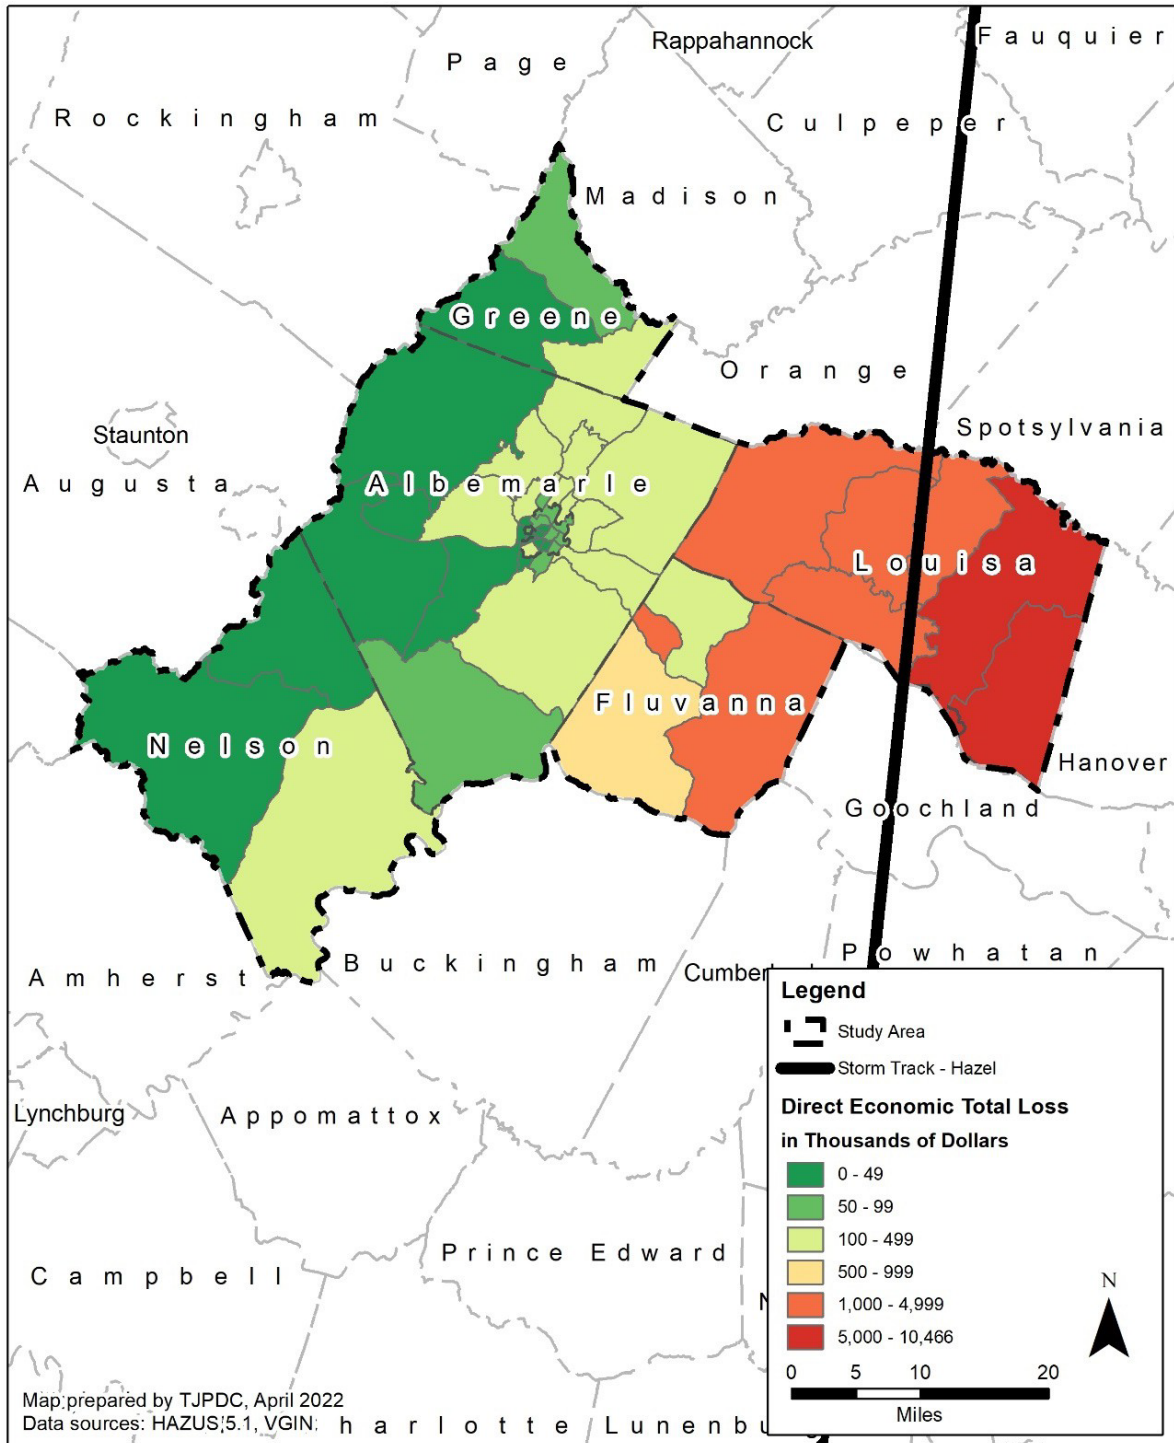 Rappahannock
Fauquier
Page
Rockingham
Culpeper
Madison
Greene
Orange
Staunton
Spotsylvania
Augusta
Albemarle
Louisa
Fluvanna
Nelson
Hanover
Goochland
Powhatan
Buckingham
Amherst
Cumbe
Legend
Study Area
Storm Track - Hazel
Direct Economic Total Loss
in Thousands of Dollars
0 - 49
50 - 99
100 - 499
500 - 999
1,000 - 4,999
5,000 - 10,466
N
0 5 10 20
Miles
Lynchburg
Appomattox
Prince Edward
Campbell
Map prepared by TJPDC, April 2022
Data sources: HAZUS 5.1, VGIN
harlotte Lunenbu